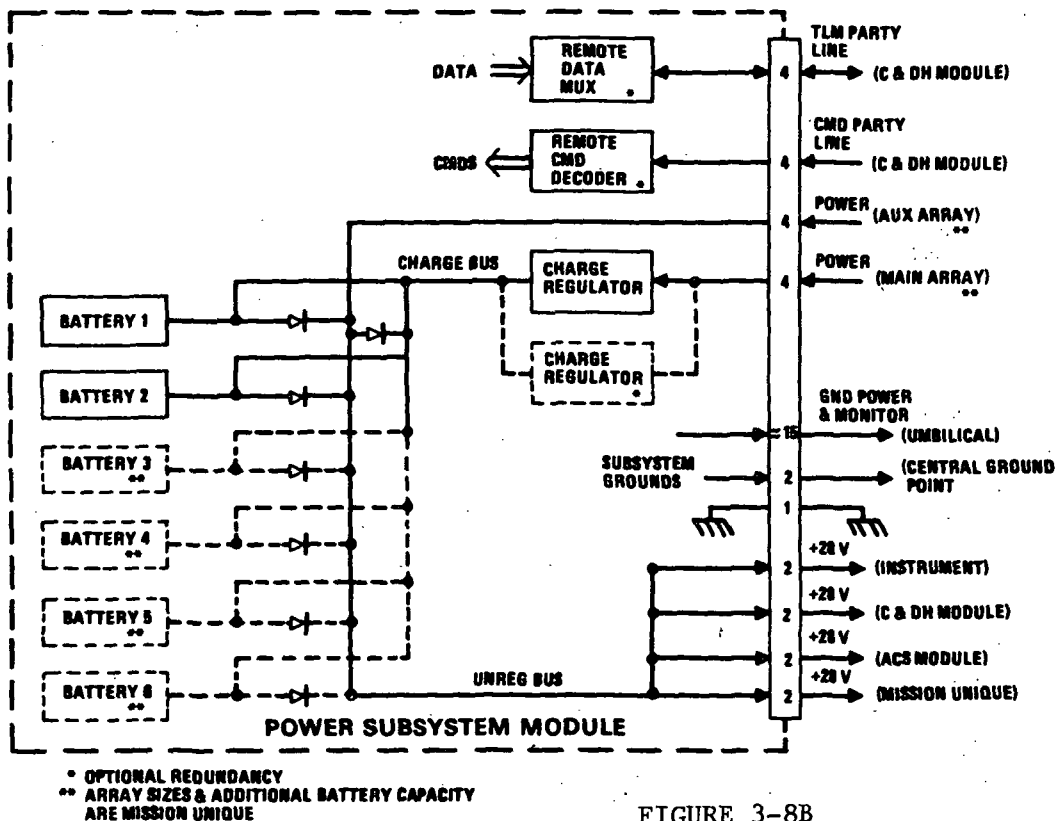 TLM PARTY
LINE
REMOTE
DATA
MUX
*
DATA
4
(C & DH MODULE)
CMD PARTY
LINE
REMOTE
CMD
DECODER *
CMDS
4
(C & DH MODULE)
POWER
4
(AUX ARRAY)
**
CHARGE BUS
CHARGE
REGULATOR
POWER
4
(MAIN ARRAY)
**
BATTERY 1
CHARGE
REGULATOR
*
BATTERY 2
GND POWER
& MONITOR
≈ 15
(UMBILICAL)
BATTERY 3
**
SUBSYSTEM
GROUNDS
2
(CENTRAL GROUND
POINT
1
BATTERY 4
**
+28 V
2
(INSTRUMENT)
+28 V
2
(C & DH MODULE)
BATTERY 5
**
+28 V
2
(ACS MODULE)
+28 V
2
(MISSION UNIQUE)
BATTERY 6
**
UNREG BUS
POWER SUBSYSTEM MODULE
* OPTIONAL REDUNDANCY
** ARRAY SIZES & ADDITIONAL BATTERY CAPACITY
ARE MISSION UNIQUE
FIGURE 3-8B